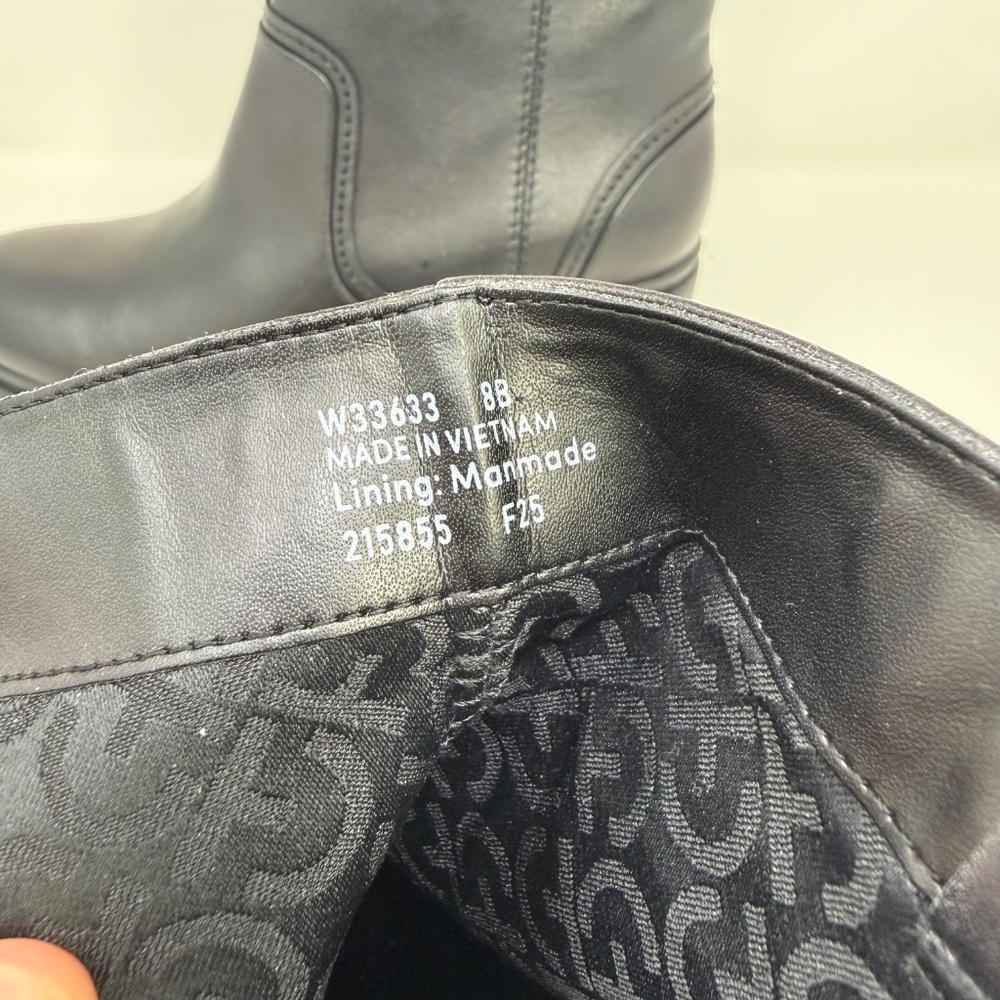 W33633 8B
MADE IN VIETNAM
Lining: Manmade
215855 F25